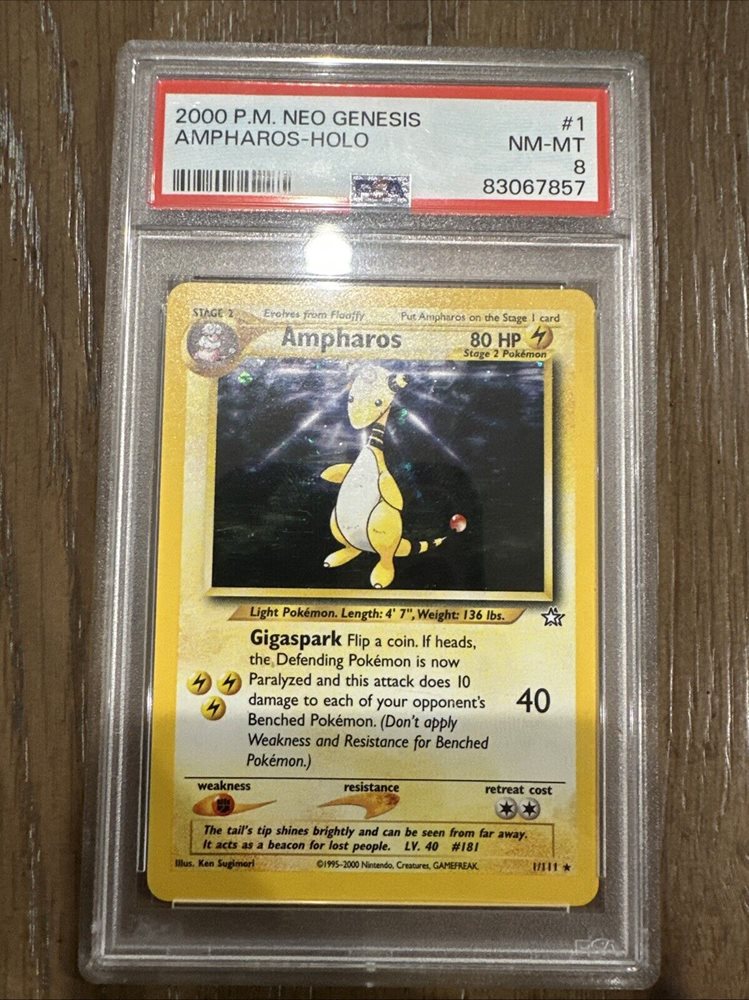 2000 P.M. NEO GENESIS #1
AMPHAROS-HOLO NM-MT
8
PSA 83067857
STAGE 2 Evolves from Flaaffy Put Ampharos on the Stage 1 card
Ampharos 80 HP
Stage 2 Pokémon
Light Pokémon. Length: 4' 7", Weight: 136 lbs.
Gigaspark Flip a coin. If heads,
the Defending Pokémon is now
Paralyzed and this attack does 10
damage to each of your opponent's
Benched Pokémon. (Don't apply
Weakness and Resistance for Benched
Pokémon.)
40
weakness resistance retreat cost
The tail's tip shines brightly and can be seen from far away.
It acts as a beacon for lost people. LV. 40 #181
Illus. Ken Sugimori ©1995-2000 Nintendo, Creatures, GAMEFREAK. 1/111 ★
PSA